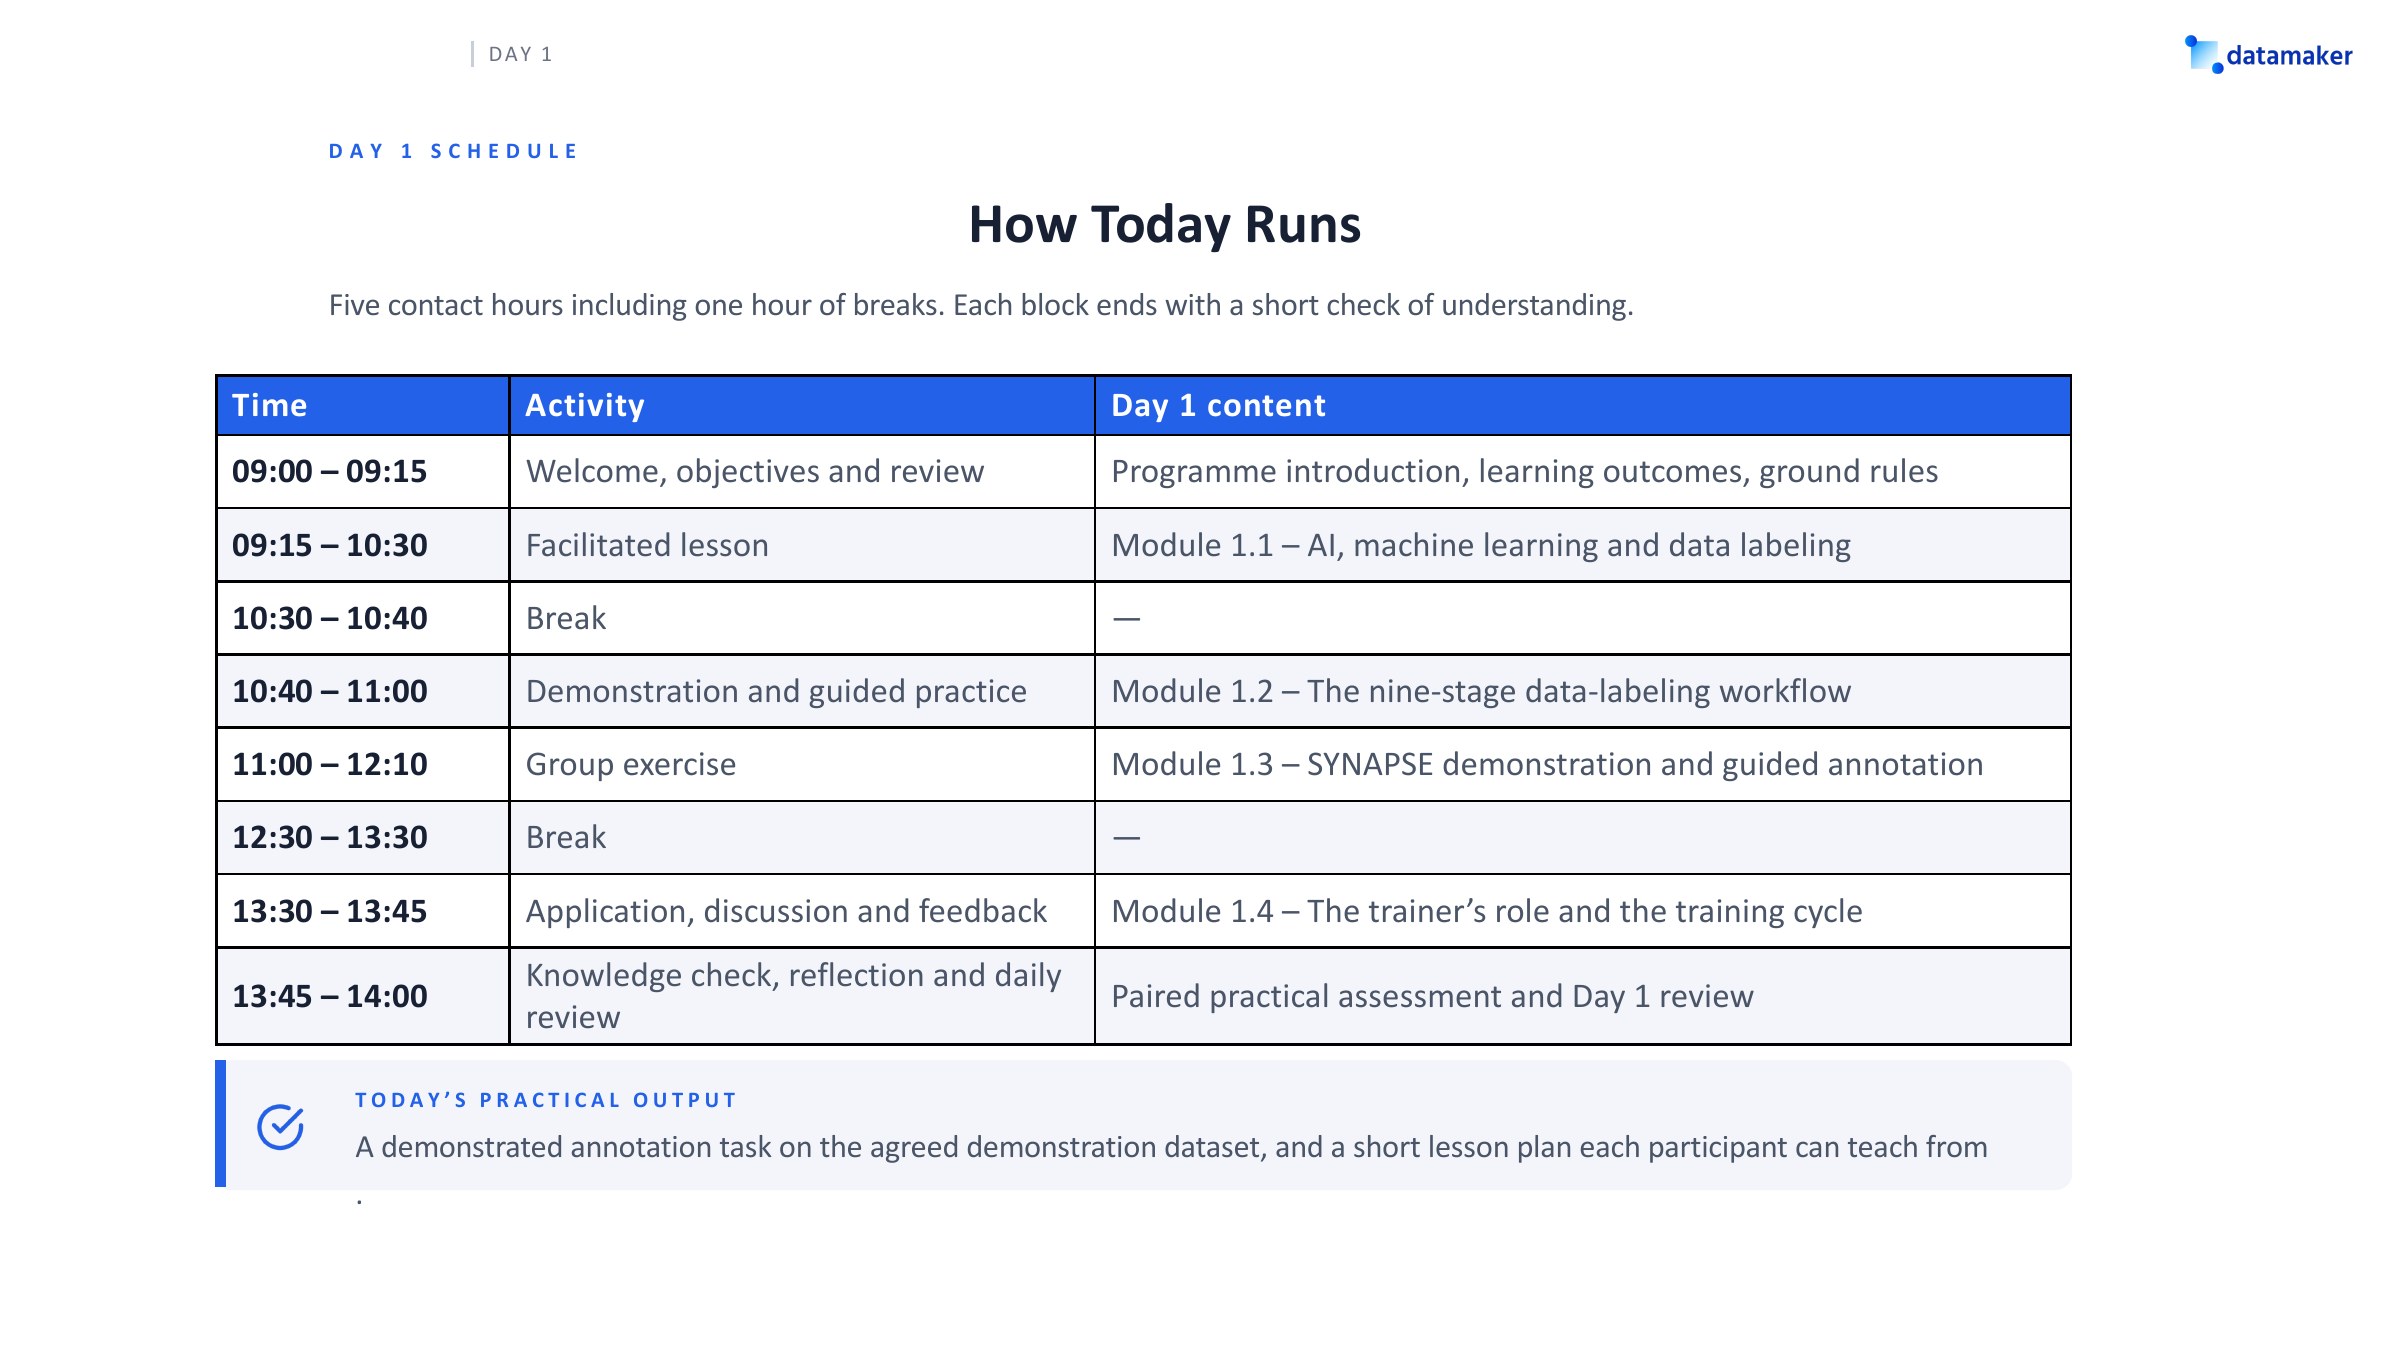 DAY 1
datamaker
DAY 1 SCHEDULE
How Today Runs
Five contact hours including one hour of breaks. Each block ends with a short check of understanding.
Time Activity Day 1 content
09:00 – 09:15 Welcome, objectives and review Programme introduction, learning outcomes, ground rules
09:15 – 10:30 Facilitated lesson Module 1.1 – AI, machine learning and data labeling
10:30 – 10:40 Break —
10:40 – 11:00 Demonstration and guided practice Module 1.2 – The nine-stage data-labeling workflow
11:00 – 12:10 Group exercise Module 1.3 – SYNAPSE demonstration and guided annotation
12:30 – 13:30 Break —
13:30 – 13:45 Application, discussion and feedback Module 1.4 – The trainer’s role and the training cycle
13:45 – 14:00 Knowledge check, reflection and daily
review Paired practical assessment and Day 1 review
TODAY’S PRACTICAL OUTPUT
A demonstrated annotation task on the agreed demonstration dataset, and a short lesson plan each participant can teach from
.